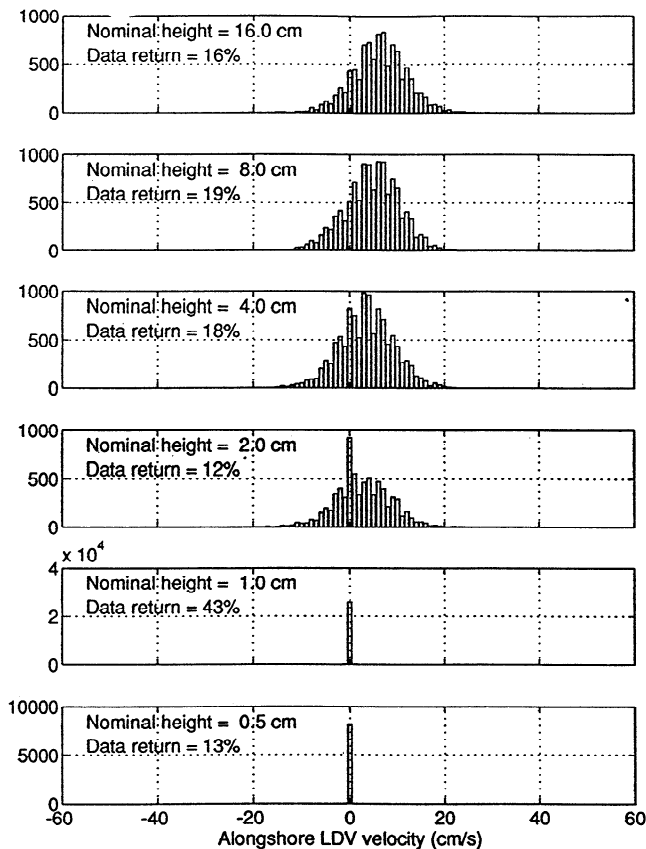 1000
Nominal height = 16.0 cm
500
Data return = 16%
0
1000
Nominal height = 8.0 cm
500
Data return = 19%
0
1000
Nominal height = 4.0 cm
500
Data return = 18%
0
1000
Nominal height = 2.0 cm
500
Data return = 12%
0
x 10^4
4
Nominal height = 1.0 cm
2
Data return = 43%
0
10000
Nominal height = 0.5 cm
5000
Data return = 13%
0
-60 -40 -20 0 20 40 60
Alongshore LDV velocity (cm/s)